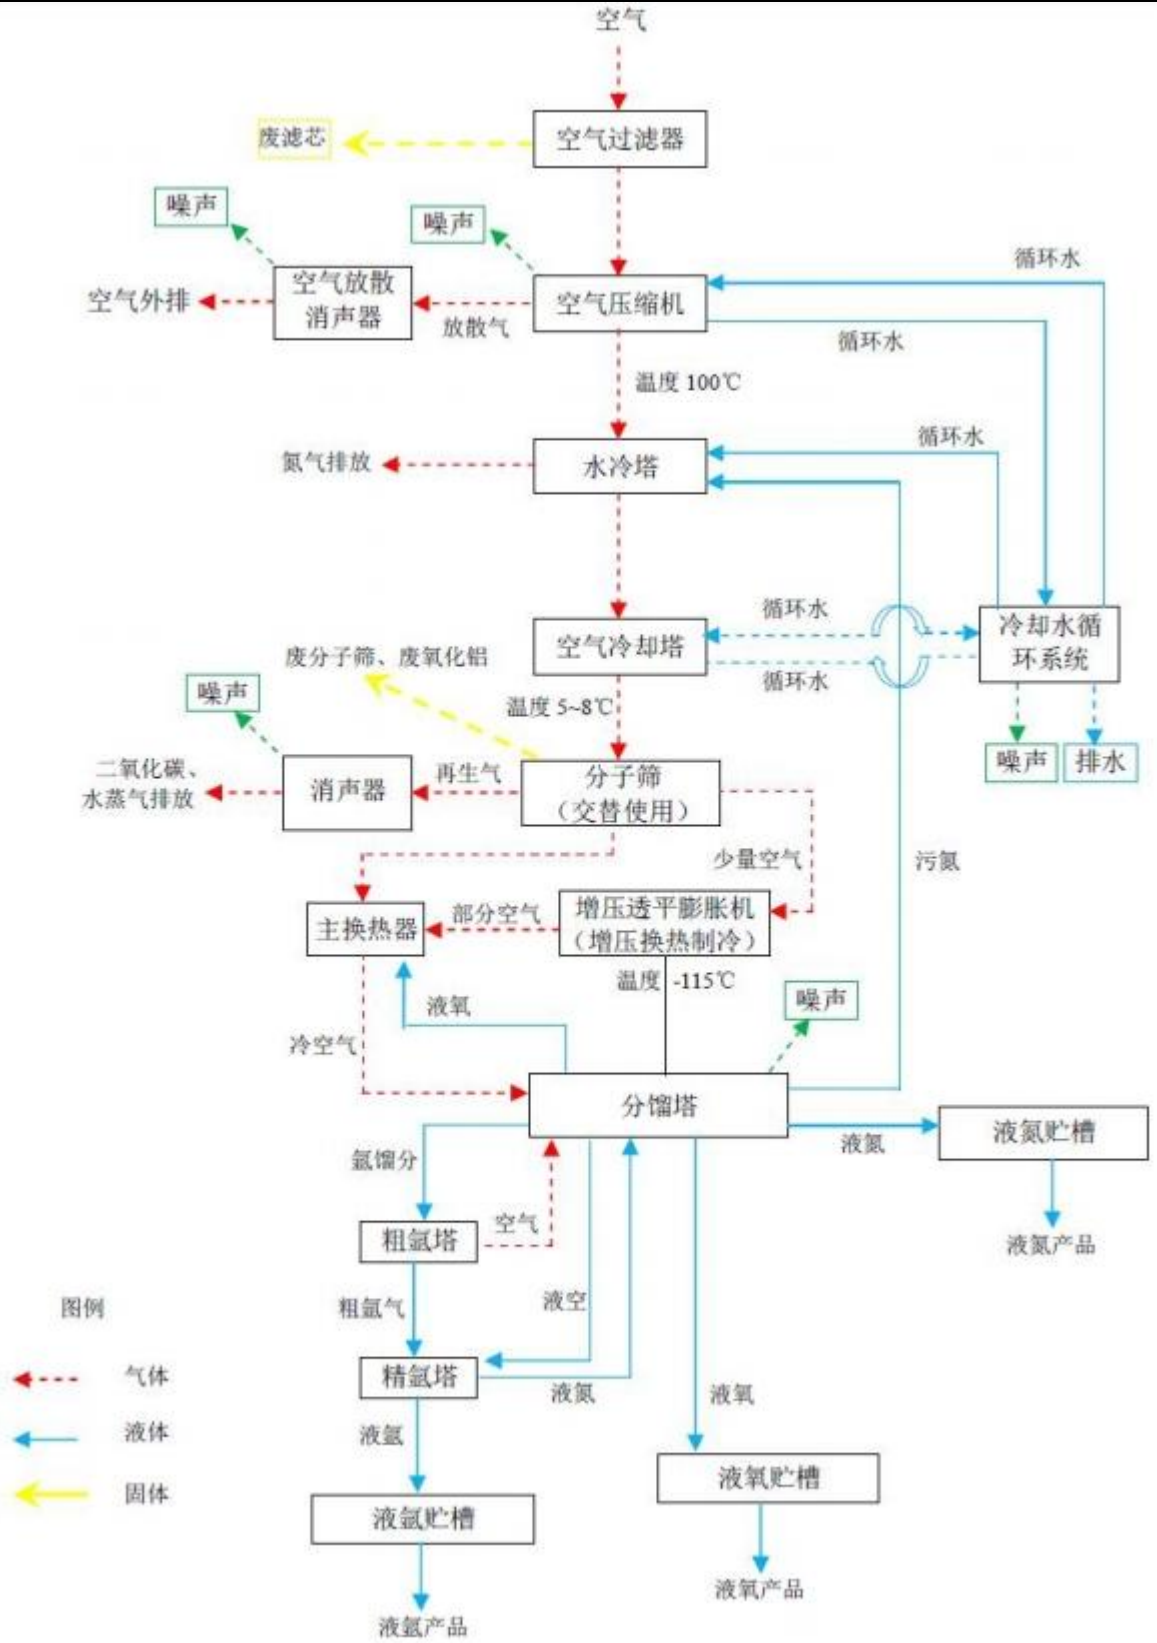 空气
废滤芯
空气过滤器
噪声
噪声
循环水
空气放散
消声器
空气外排
放散气
空气压缩机
循环水
温度 100℃
循环水
氮气排放
水冷塔
循环水
冷却水循
环系统
空气冷却塔
循环水
废分子筛、废氧化铝
噪声
温度 5~8℃
噪声
排水
二氧化碳、
水蒸气排放
消声器
再生气
分子筛
（交替使用）
少量空气
污氮
主换热器
部分空气
增压透平膨胀机
（增压换热制冷）
温度 -115℃
噪声
液氧
冷空气
分馏塔
液氮
液氮贮槽
氩馏分
空气
粗氩塔
液氮产品
图例
粗氩气
液空
气体
精氩塔
液氮
液氧
液体
液氩
固体
液氧贮槽
液氩贮槽
液氧产品
液氩产品